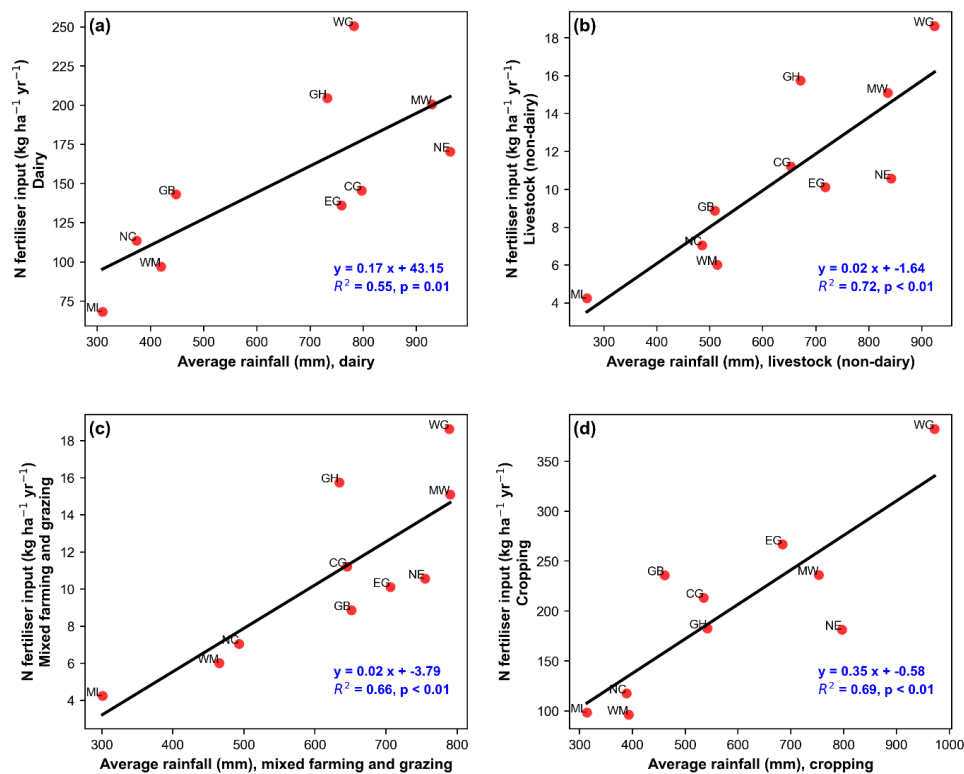 (a)
WG
GH
MW
NE
GB
CG
EG
NC
WM
ML
y = 0.17 x + 43.15
R² = 0.55, p = 0.01
250
225
200
175
150
125
100
75
300 400 500 600 700 800 900
Average rainfall (mm), dairy
N fertiliser input (kg ha⁻¹ yr⁻¹)
Dairy
(b)
WG
GH
MW
CG
NE
EG
GB
NC
WM
ML
y = 0.02 x + -1.64
R² = 0.72, p < 0.01
18
16
14
12
10
8
6
4
300 400 500 600 700 800 900
Average rainfall (mm), livestock (non-dairy)
N fertiliser input (kg ha⁻¹ yr⁻¹)
Livestock (non-dairy)
(c)
WG
GH
MW
CG
NE
EG
GB
NC
WM
ML
y = 0.02 x + -3.79
R² = 0.66, p < 0.01
18
16
14
12
10
8
6
4
300 400 500 600 700 800
Average rainfall (mm), mixed farming and grazing
N fertiliser input (kg ha⁻¹ yr⁻¹)
Mixed farming and grazing
(d)
WG
EG
GB
MW
CG
GH
NE
NC
ML
WM
y = 0.35 x + -0.58
R² = 0.69, p < 0.01
350
300
250
200
150
100
300 400 500 600 700 800 900 1000
Average rainfall (mm), cropping
N fertiliser input (kg ha⁻¹ yr⁻¹)
Cropping